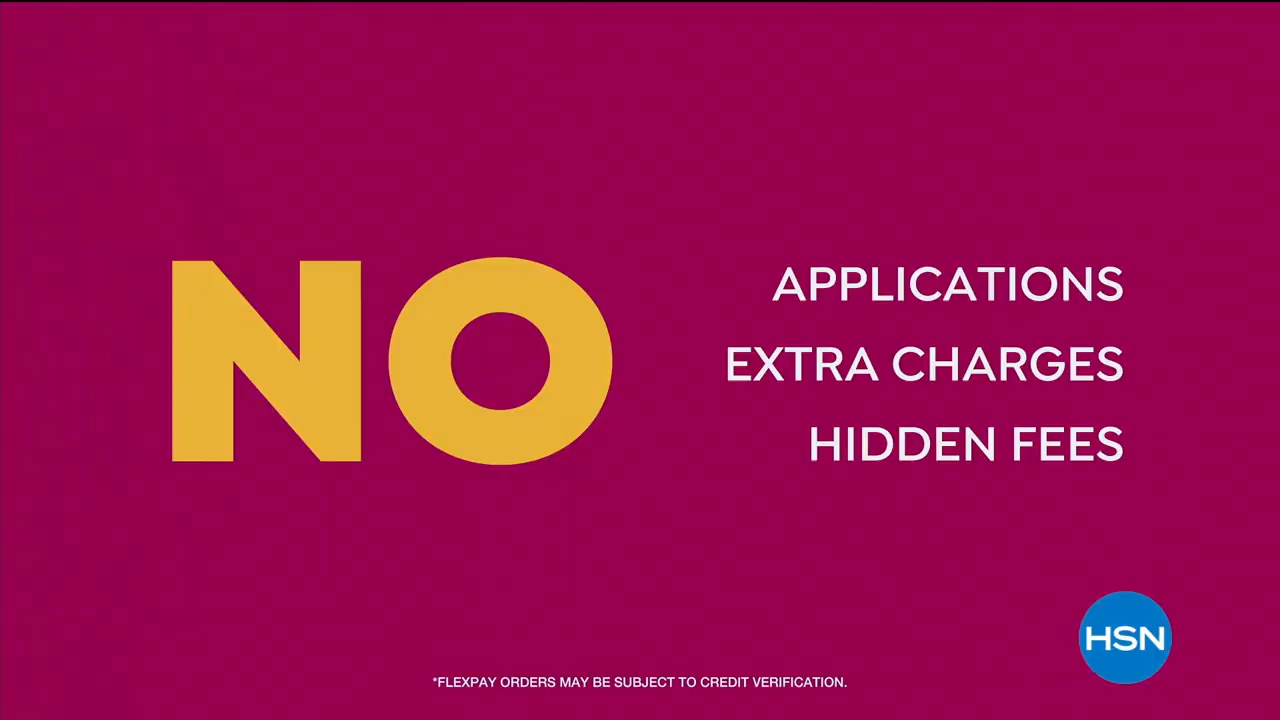 NO
APPLICATIONS
EXTRA CHARGES
HIDDEN FEES
HSN
*FLEXPAY ORDERS MAY BE SUBJECT TO CREDIT VERIFICATION.